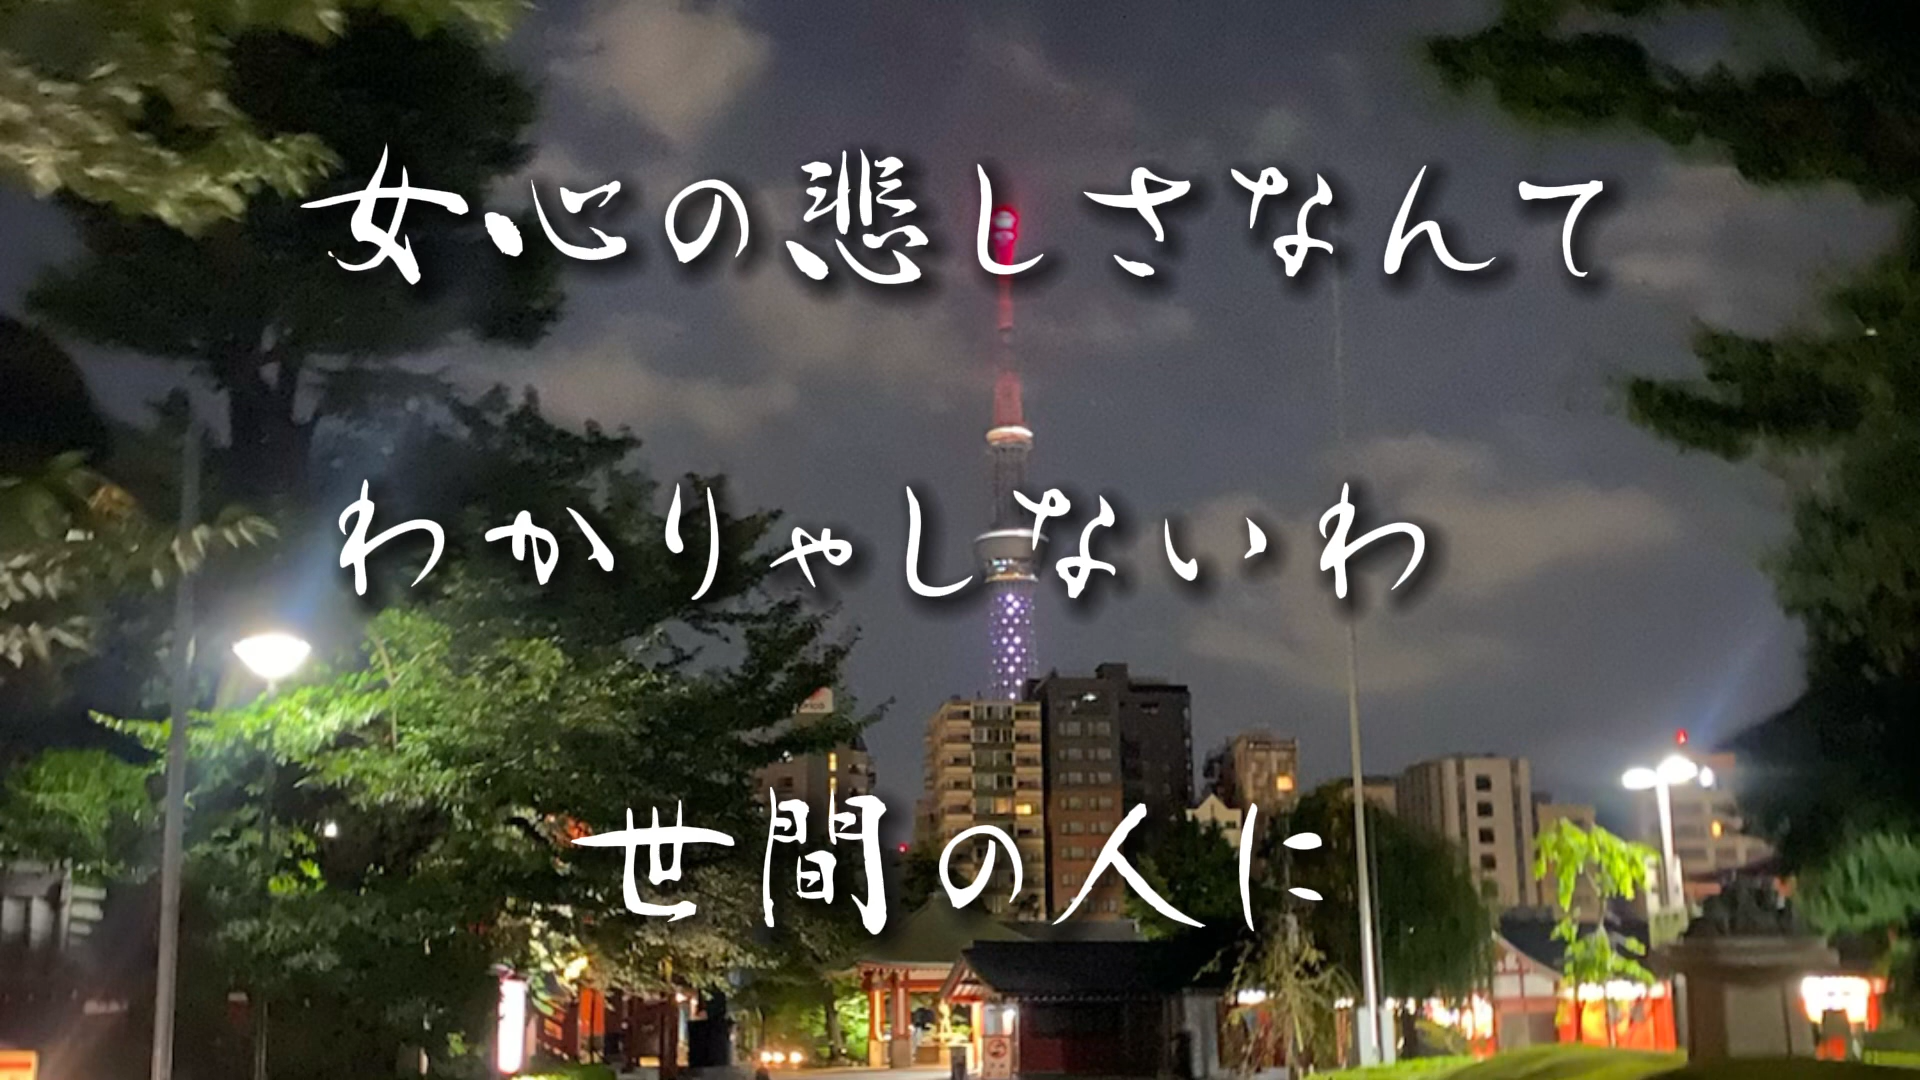 女心の悲しさなんて
わかりゃしないわ
世間の人に